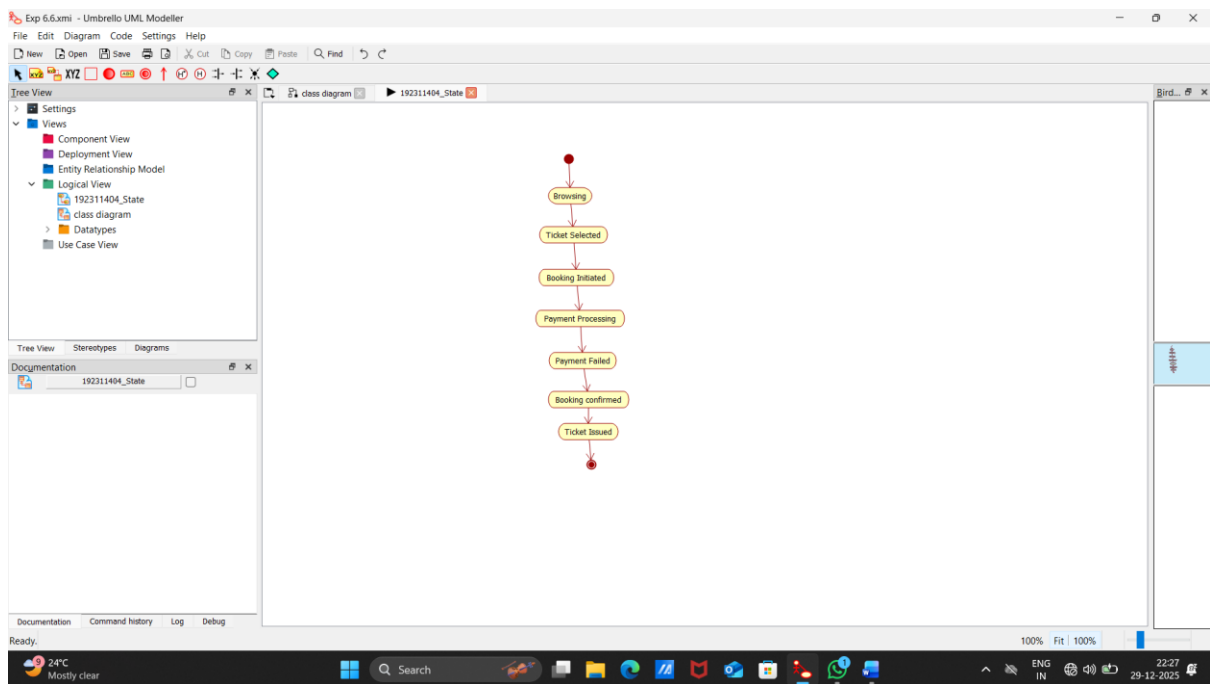 Exp 6.6.xmi - Umbrello UML Modeller
File Edit Diagram Code Settings Help
New Open Save Cut Copy Paste Find
XYZ XYZ
Tree View
class diagram
192311404_State
Bird...
Settings
Views
Component View
Deployment View
Entity Relationship Model
Logical View
192311404_State
class diagram
Datatypes
Use Case View
Tree View Stereotypes Diagrams
Documentation
192311404_State
Browsing
Ticket Selected
Booking Initiated
Payment Processing
Payment Failed
Booking confirmed
Ticket Issued
Documentation Command history Log Debug
Ready.
100% Fit 100%
9
24°C
Mostly clear
Search
1
ENG
IN
22:27
29-12-2025